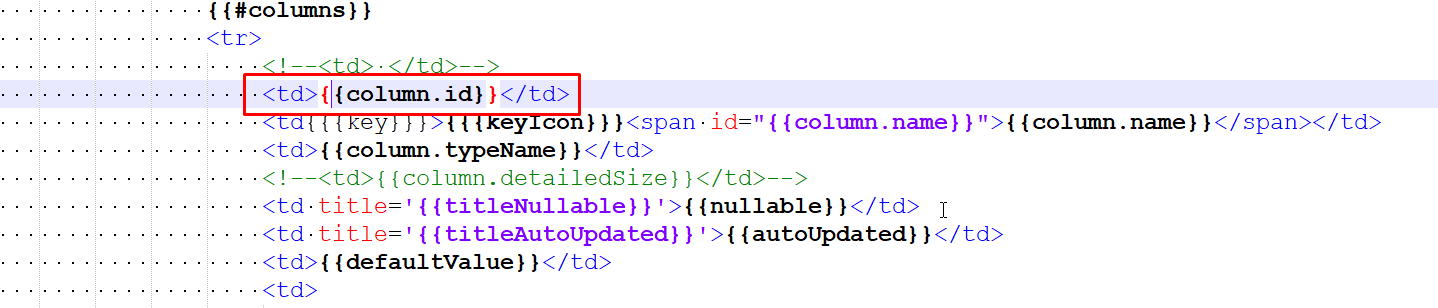 {{#columns}}
<tr>
<!--<td> </td>-->
<td>{{column.id}}</td>
<td{{{key}}}>{{{keyIcon}}}<span id="{{column.name}}">{{column.name}}</span></td>
<td>{{column.typeName}}</td>
<!--<td>{{column.detailedSize}}</td>-->
<td title='{{titleNullable}}'>{{nullable}}</td>
<td title='{{titleAutoUpdated}}'>{{autoUpdated}}</td>
<td>{{defaultValue}}</td>
<td>